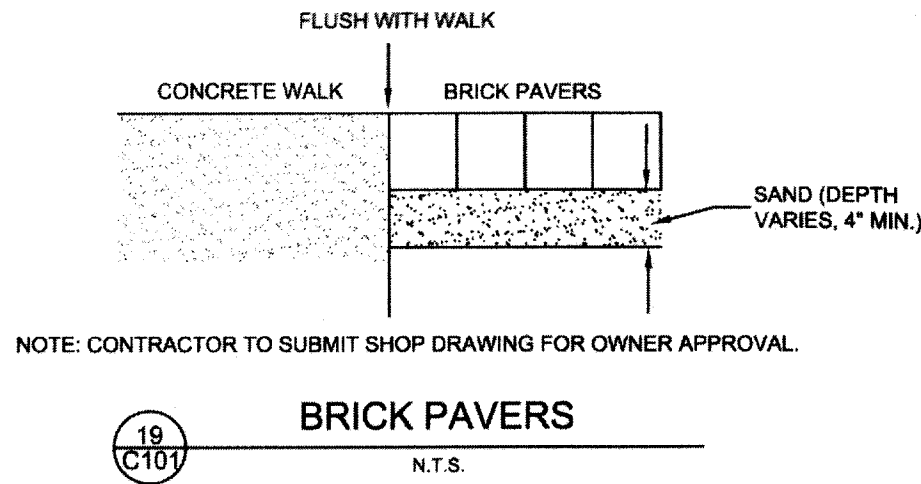 FLUSH WITH WALK
CONCRETE WALK
BRICK PAVERS
SAND (DEPTH
VARIES, 4" MIN.)
NOTE: CONTRACTOR TO SUBMIT SHOP DRAWING FOR OWNER APPROVAL.
19
C101
BRICK PAVERS
N.T.S.